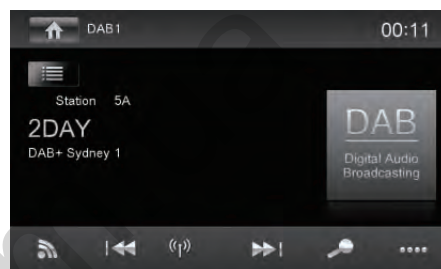 DAB1
00:11
Station 5A
2DAY
DAB+ Sydney 1
DAB
Digital Audio
Broadcasting